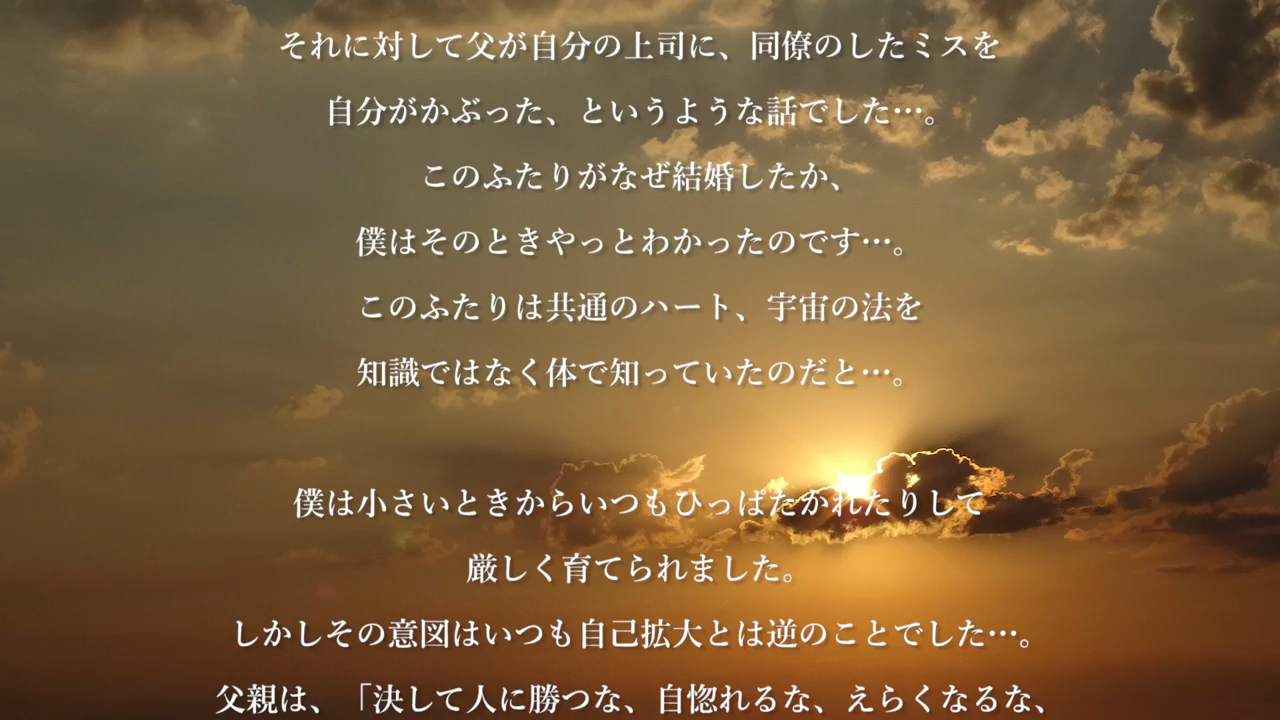 それに対して父が自分の上司に、同僚のしたミスを
自分がかぶった、というような話でした…。
このふたりがなぜ結婚したか、
僕はそのときやっとわかったのです…。
このふたりは共通のハート、宇宙の法を
知識ではなく体で知っていたのだと…。
僕は小さいときからいつもひっぱたかれたりして
厳しく育てられました。
しかしその意図はいつも自己拡大とは逆のことでした…。
父親は、「決して人に勝つな、自惚れるな、えらくなるな、